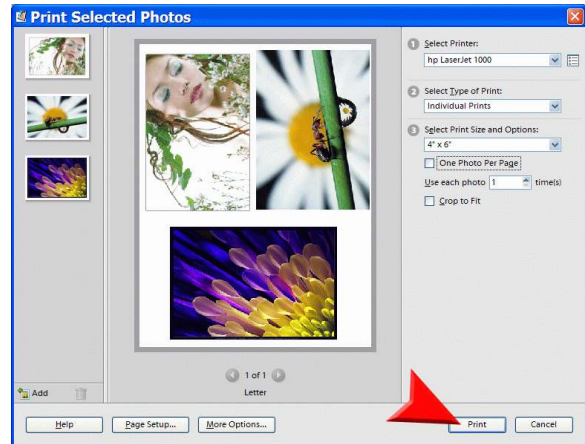 Print Selected Photos
1 Select Printer:
hp LaserJet 1000
2 Select Type of Print:
Individual Prints
3 Select Print Size and Options:
4" x 6"
One Photo Per Page
Use each photo 1 time(s)
Crop to Fit
1 of 1
Letter
Add
Help
Page Setup...
More Options...
Print
Cancel